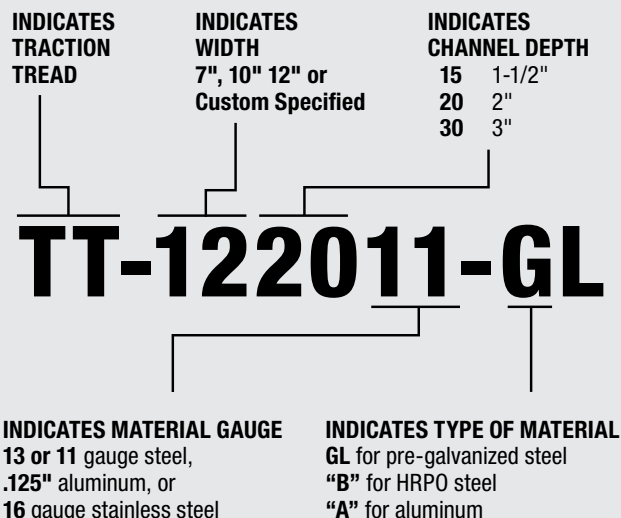 INDICATES
TRACTION
TREAD
INDICATES
WIDTH
7", 10" 12" or
Custom Specified
INDICATES
CHANNEL DEPTH
15 1-1/2"
20 2"
30 3"
TT-122011-GL
INDICATES MATERIAL GAUGE
13 or 11 gauge steel,
.125" aluminum, or
16 gauge stainless steel
INDICATES TYPE OF MATERIAL
GL for pre-galvanized steel
“B” for HRPO steel
“A” for aluminum